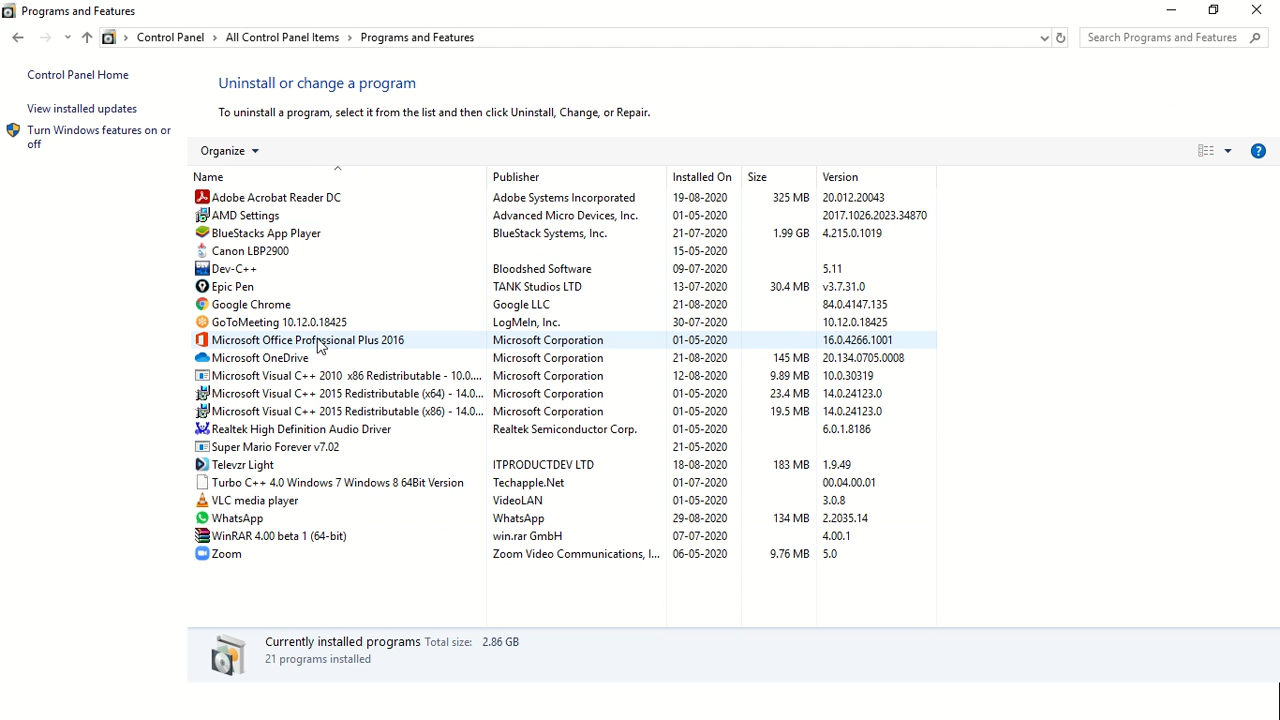 Programs and Features
Control Panel All Control Panel Items Programs and Features Search Programs and Features
Control Panel Home
View installed updates
Turn Windows features on or
off
Uninstall or change a program
To uninstall a program, select it from the list and then click Uninstall, Change, or Repair.
Organize
Name Publisher Installed On Size Version
Adobe Acrobat Reader DC Adobe Systems Incorporated 19-08-2020 325 MB 20.012.20043
AMD Settings Advanced Micro Devices, Inc. 01-05-2020 2017.1026.2023.34870
BlueStacks App Player BlueStack Systems, Inc. 21-07-2020 1.99 GB 4.215.0.1019
Canon LBP2900 15-05-2020
Dev-C++ Bloodshed Software 09-07-2020 5.11
Epic Pen TANK Studios LTD 13-07-2020 30.4 MB v3.7.31.0
Google Chrome Google LLC 21-08-2020 84.0.4147.135
GoToMeeting 10.12.0.18425 LogMeIn, Inc. 30-07-2020 10.12.0.18425
Microsoft Office Professional Plus 2016 Microsoft Corporation 01-05-2020 16.0.4266.1001
Microsoft OneDrive Microsoft Corporation 21-08-2020 145 MB 20.134.0705.0008
Microsoft Visual C++ 2010 x86 Redistributable - 10.0.... Microsoft Corporation 12-08-2020 9.89 MB 10.0.30319
Microsoft Visual C++ 2015 Redistributable (x64) - 14.0... Microsoft Corporation 01-05-2020 23.4 MB 14.0.24123.0
Microsoft Visual C++ 2015 Redistributable (x86) - 14.0... Microsoft Corporation 01-05-2020 19.5 MB 14.0.24123.0
Realtek High Definition Audio Driver Realtek Semiconductor Corp. 01-05-2020 6.0.1.8186
Super Mario Forever v7.02 21-05-2020
Televzr Light ITPRODUCTDEV LTD 18-08-2020 183 MB 1.9.49
Turbo C++ 4.0 Windows 7 Windows 8 64Bit Version Techapple.Net 01-07-2020 00.04.00.01
VLC media player VideoLAN 01-05-2020 3.0.8
WhatsApp WhatsApp 29-08-2020 134 MB 2.2035.14
WinRAR 4.00 beta 1 (64-bit) win.rar GmbH 07-07-2020 4.00.1
Zoom Zoom Video Communications, I... 06-05-2020 9.76 MB 5.0
Currently installed programs Total size: 2.86 GB
21 programs installed